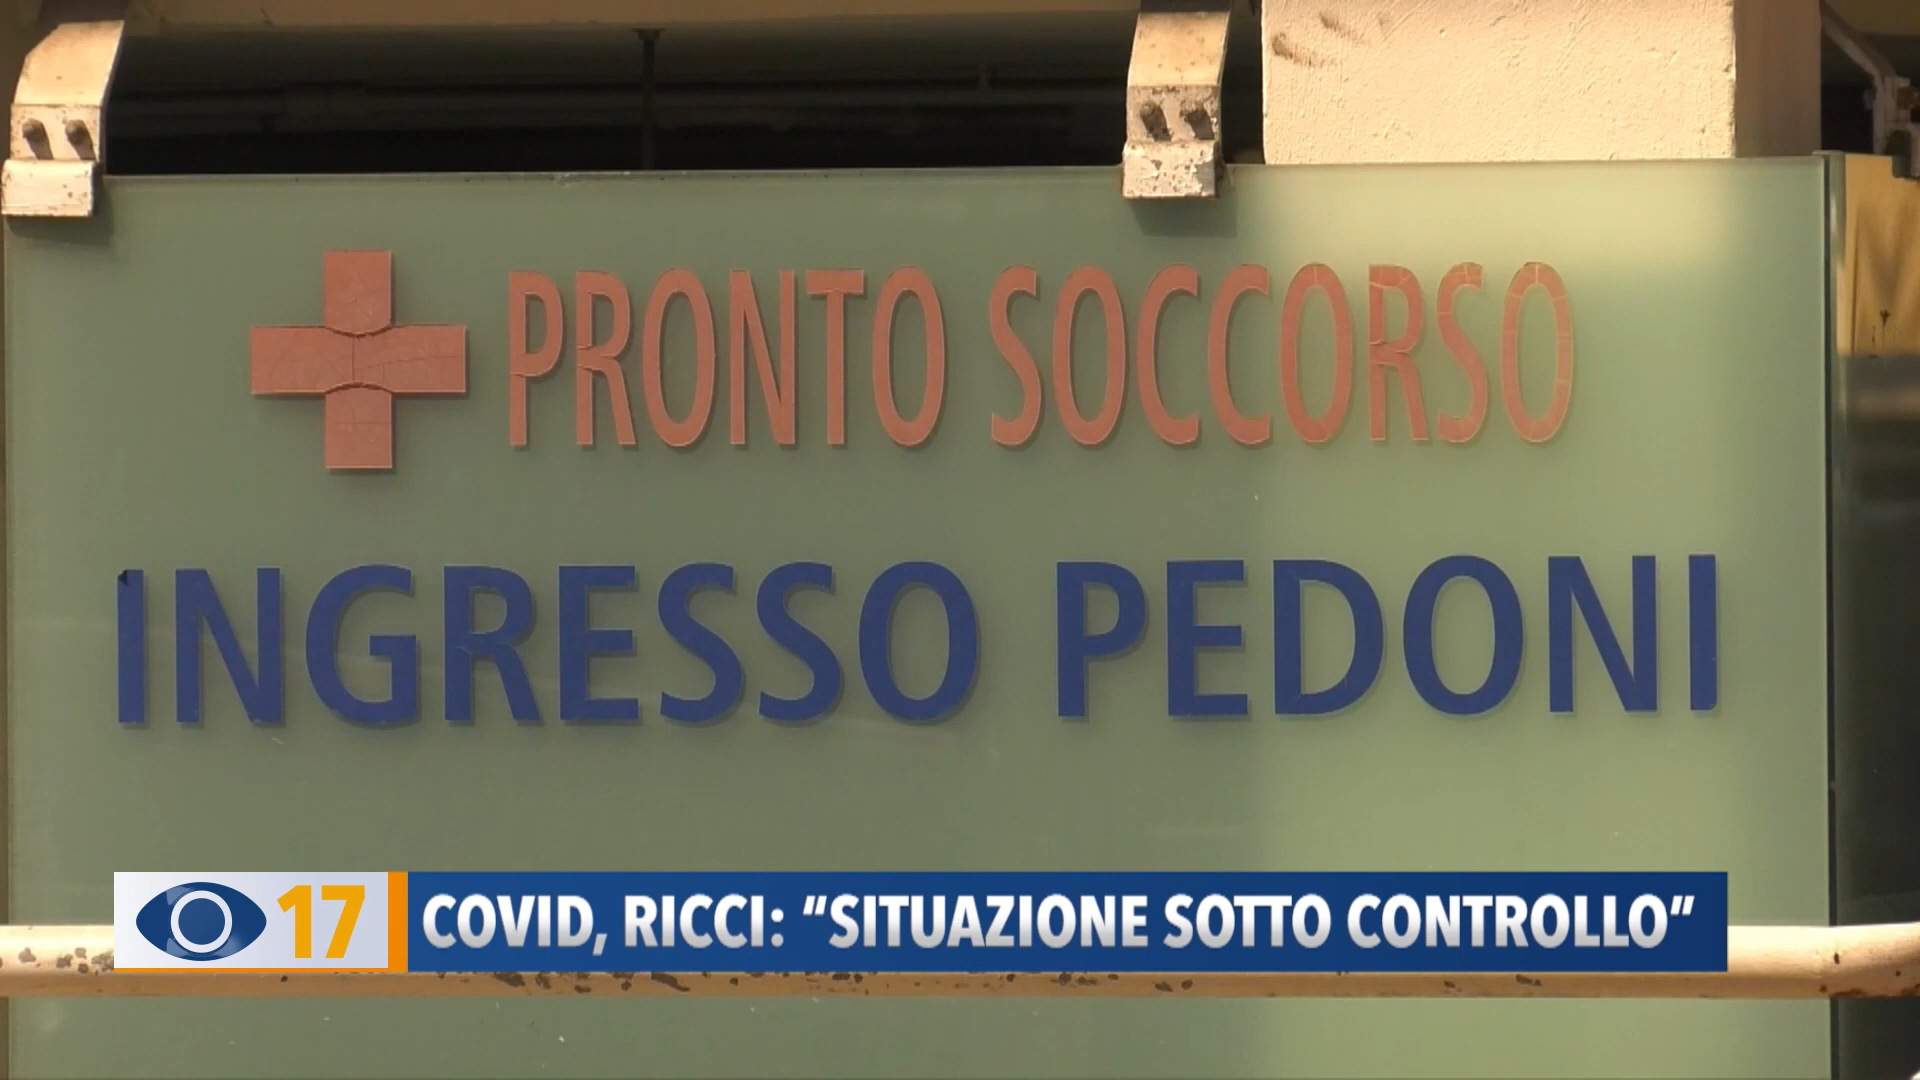 PRONTO SOCCORSO
INGRESSO PEDONI
17 COVID, RICCI: “SITUAZIONE SOTTO CONTROLLO”